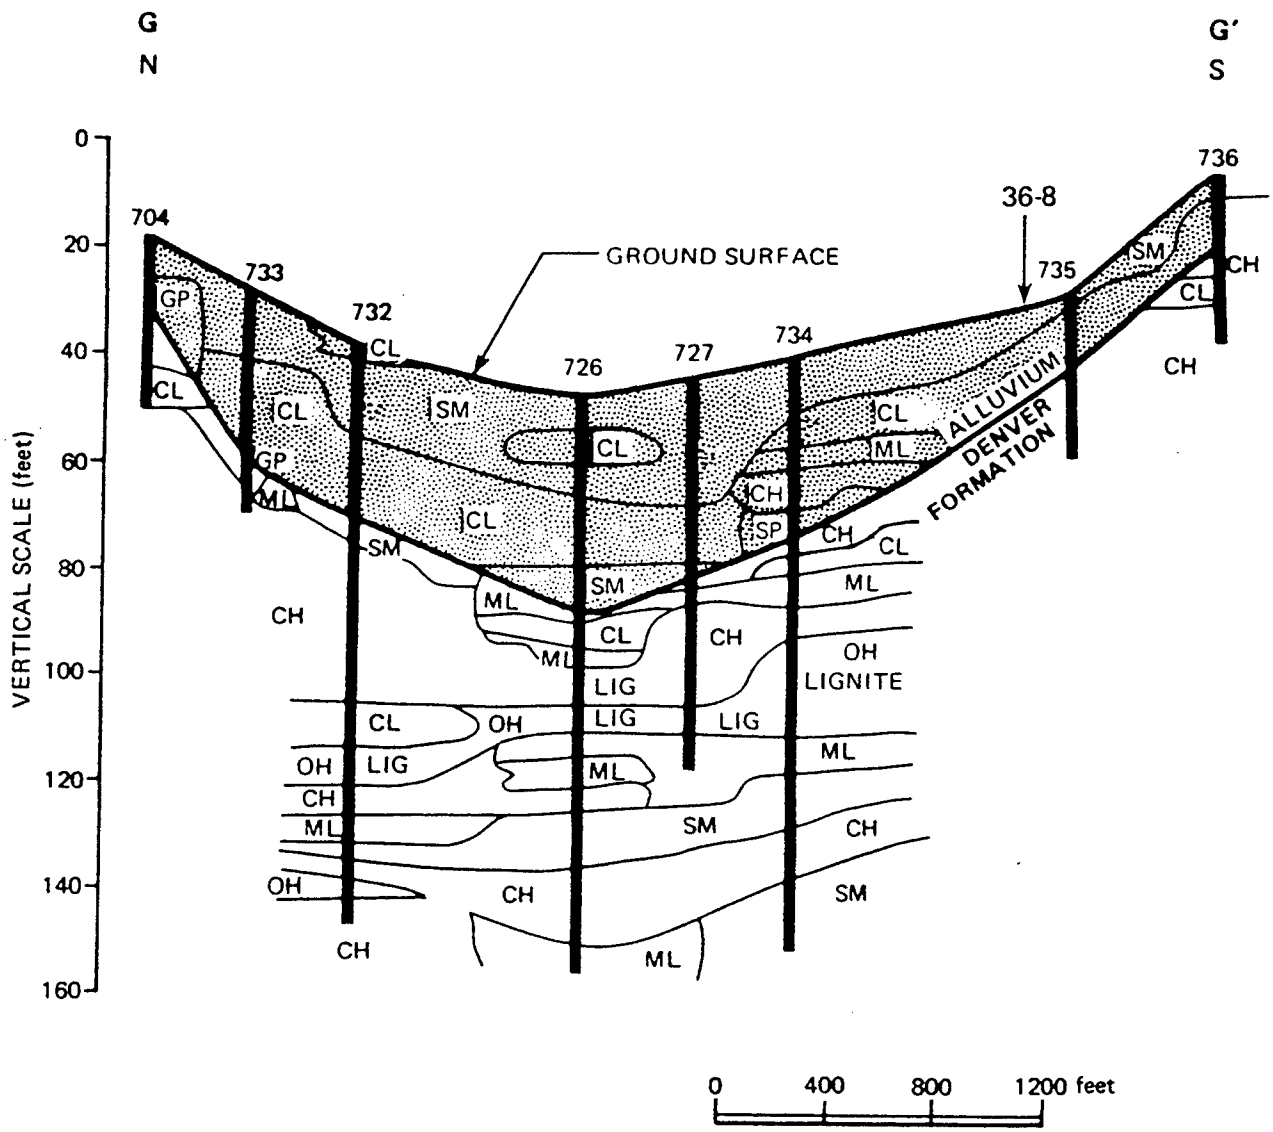 G
G′
N
S
0
736
704
36-8
20
GROUND SURFACE
SM
733
735
CH
GP
CL
732
734
40
CL
726
727
CH
CL
ALLUVIUM
DENVER
FORMATION
CL
SM
CL
CL
ML
VERTICAL SCALE (feet)
60
GP
ML
CH
CL
SP
SM
CH
CL
80
SM
ML
ML
CH
CL
CH
ML
OH
LIGNITE
100
LIG
CL
OH
LIG
LIG
ML
OH
LIG
ML
120
CH
ML
SM
CH
140
OH
CH
SM
CH
ML
160
0
400
800
1200 feet